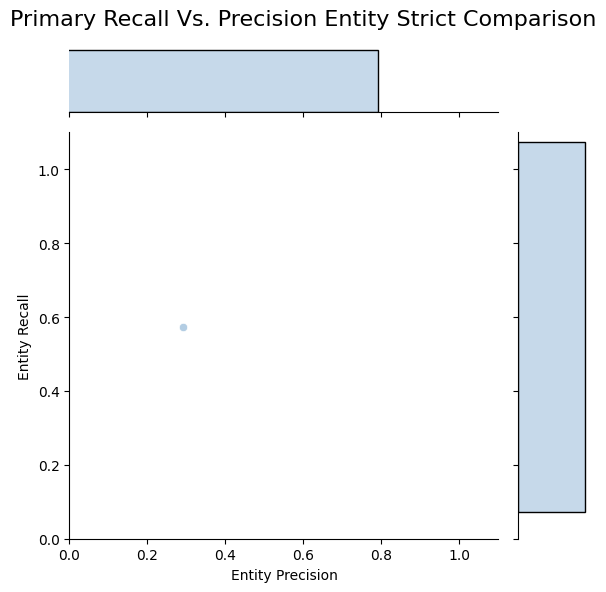 Primary Recall Vs. Precision Entity Strict Comparison
1.0
0.8
0.6
0.4
0.2
0.0
Entity Recall
0.0 0.2 0.4 0.6 0.8 1.0
Entity Precision